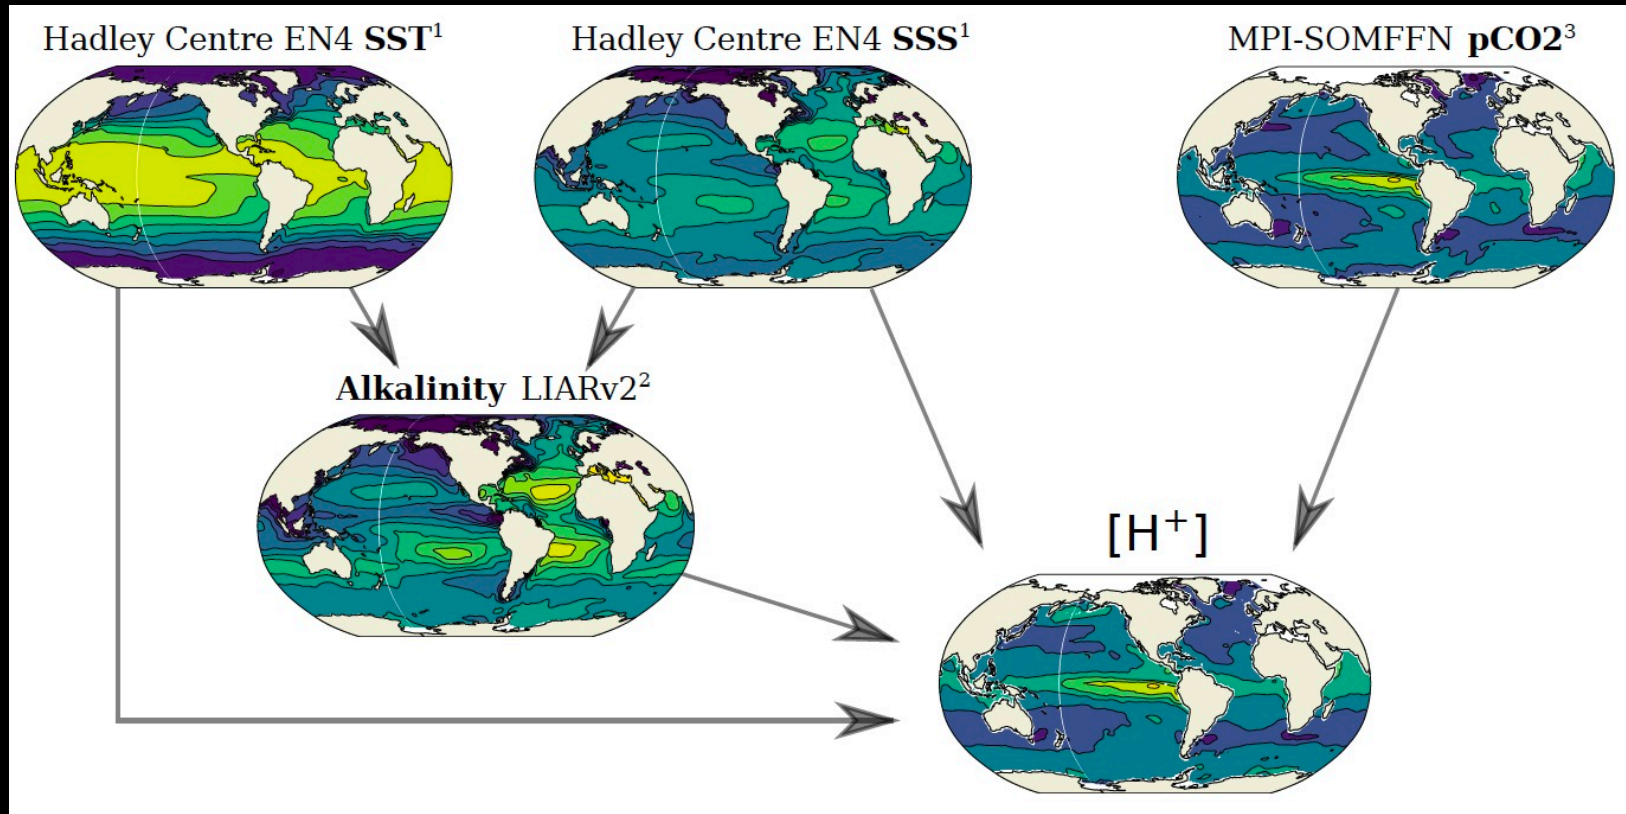 Hadley Centre EN4 SST¹
Hadley Centre EN4 SSS¹
MPI-SOMFFN pCO2³
Alkalinity LIARv2²
[H⁺]